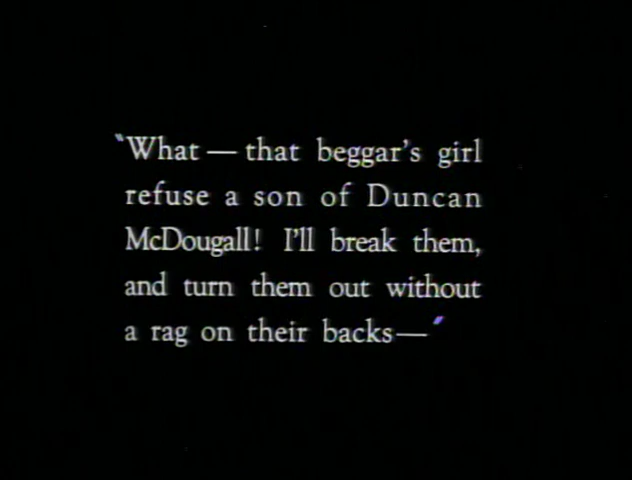 "What — that beggar's girl
refuse a son of Duncan
McDougall! I'll break them,
and turn them out without
a rag on their backs—"